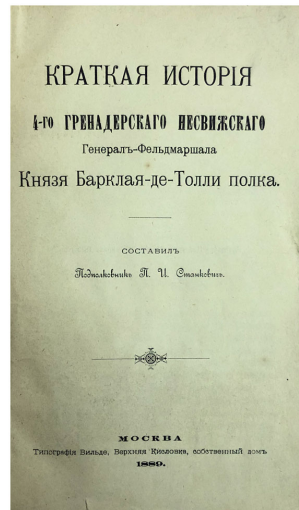 КРАТКАЯ ИСТОРІЯ
4-го ГРЕНАДЕРСКАГО НЕСВИЖСКАГО
Генералъ-Фельдмаршала
Князя Барклая-де-Толли полка.
СОСТАВИЛЪ
Подполковникъ П. И. Станковичъ.
МОСКВА
Типографія Вильде, Верхняя Кисловка, собственный домъ
1889.